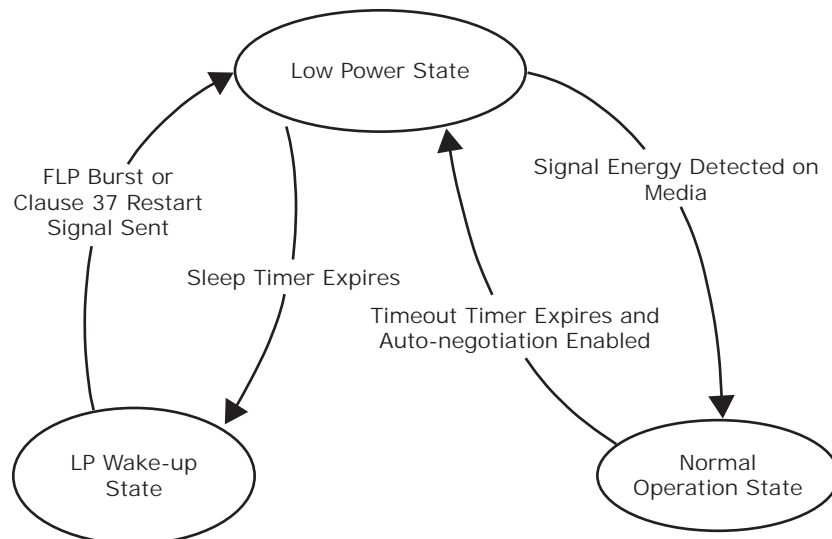 Low Power State
FLP Burst or
Clause 37 Restart
Signal Sent
Signal Energy Detected on
Media
Sleep Timer Expires
Timeout Timer Expires and
Auto-negotiation Enabled
LP Wake-up
State
Normal
Operation State